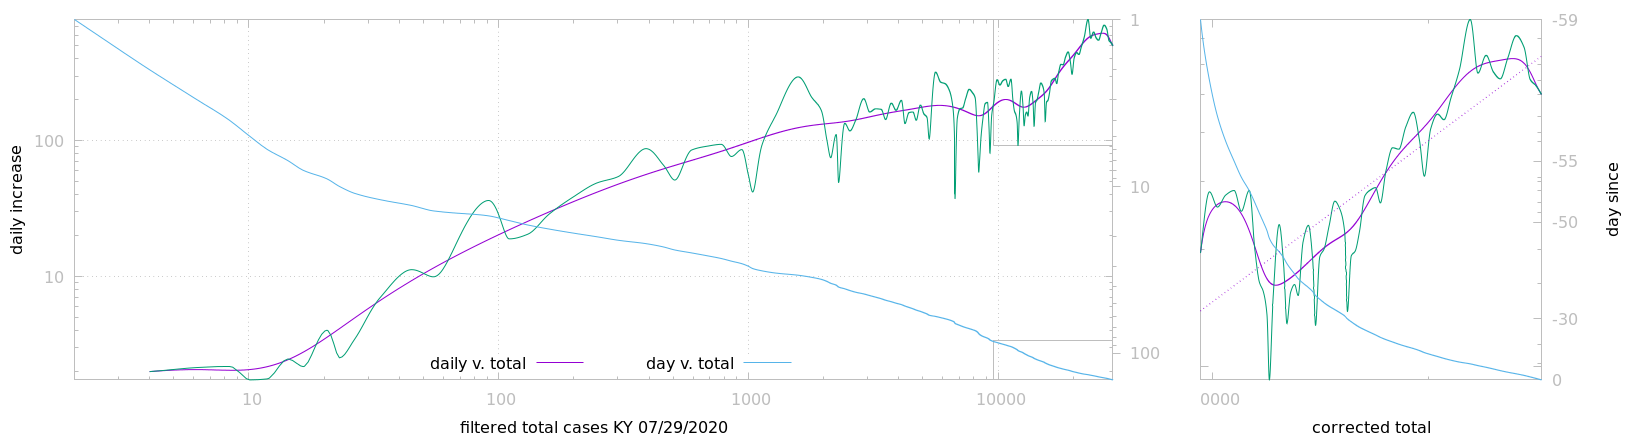 daily increase
100
10
10
100
1000
10000
1
10
100
daily v. total
day v. total
filtered total cases KY 07/29/2020
0000
corrected total
-59
-55
-50
-30
0
day since